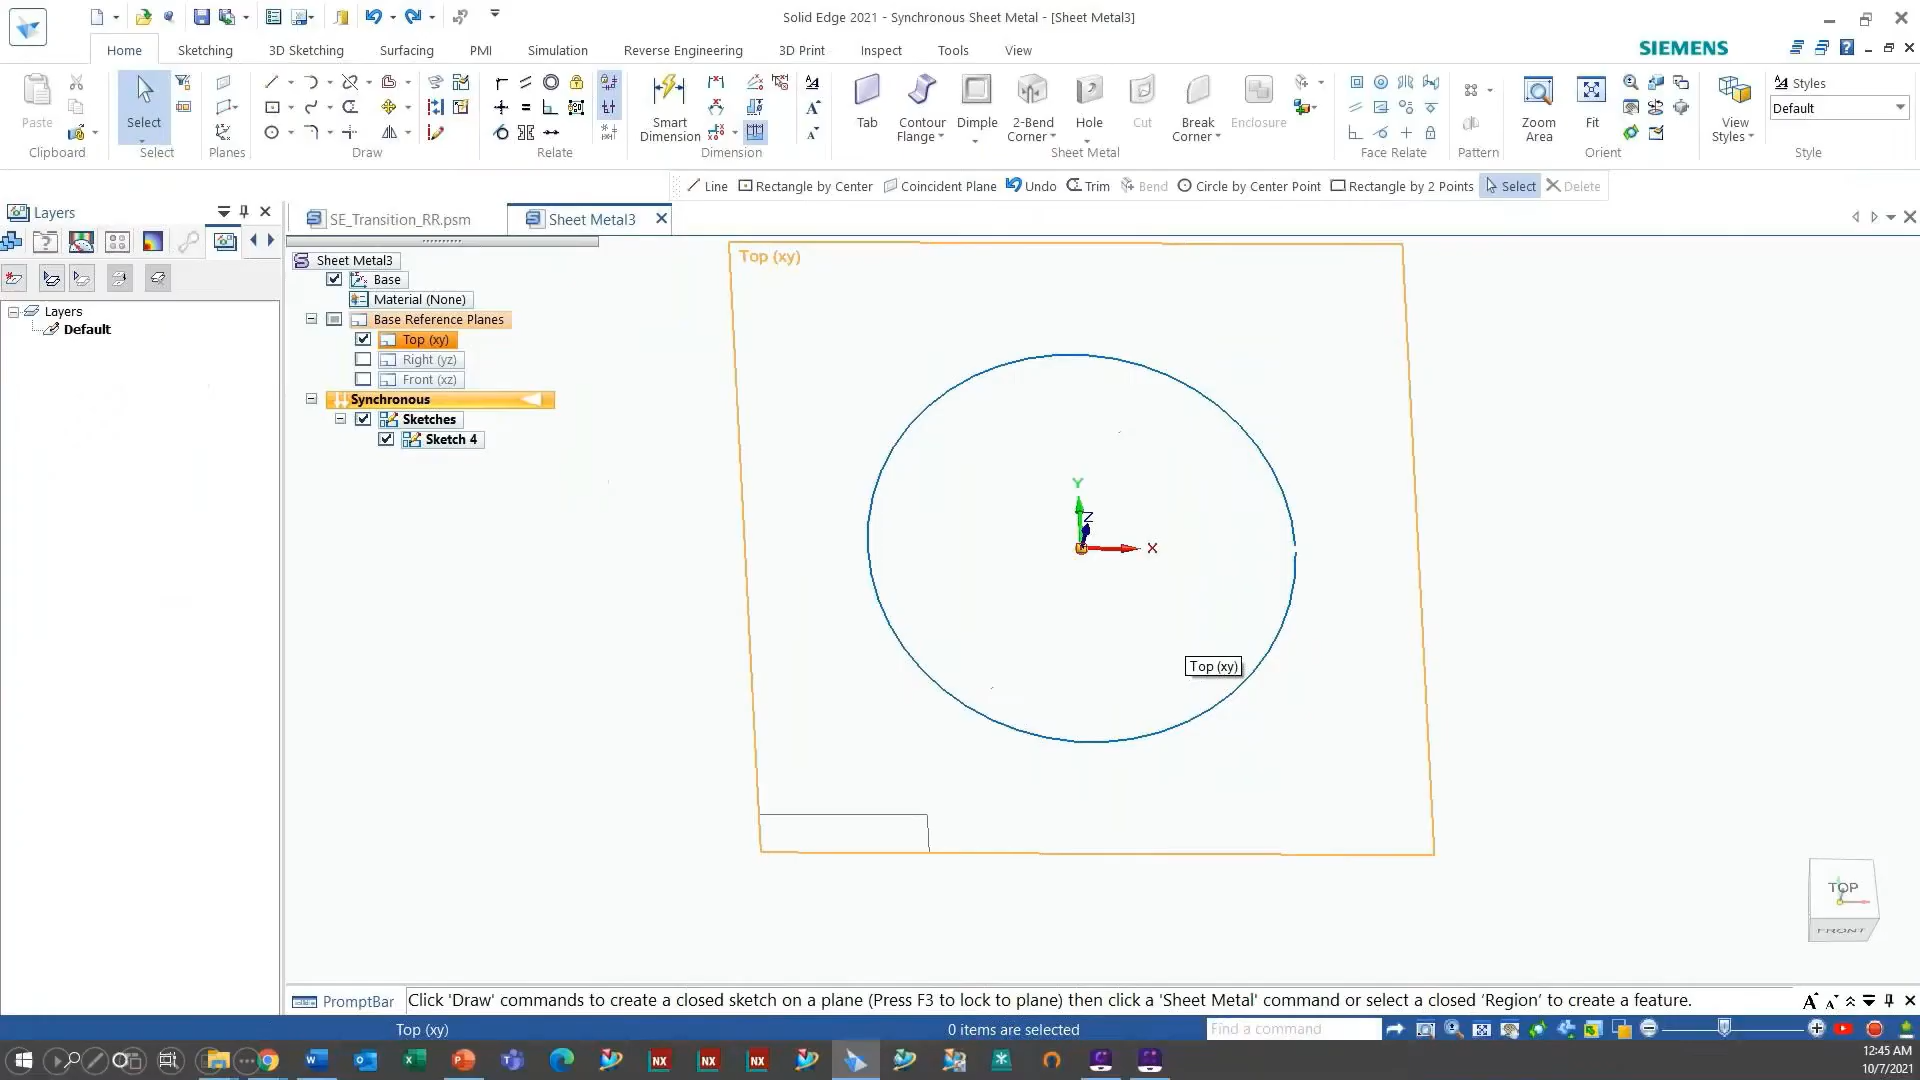 Solid Edge 2021 - Synchronous Sheet Metal - [Sheet Metal3]
Home Sketching 3D Sketching Surfacing PMI Simulation Reverse Engineering 3D Print Inspect Tools View
SIEMENS
Paste
Clipboard
Select
Select
Planes
Draw
Relate
Smart Dimension
Dimension
Tab
Contour Flange
Dimple
2-Bend Corner
Hole
Cut
Break Corner
Enclosure
Sheet Metal
Face Relate
Pattern
Zoom Area
Fit
Orient
View Styles
Styles
Default
Style
Line Rectangle by Center Coincident Plane Undo Trim Bend Circle by Center Point Rectangle by 2 Points Select Delete
Layers
SE_Transition_RR.psm
Sheet Metal3
Layers
Default
Sheet Metal3
Base
Material (None)
Base Reference Planes
Top (xy)
Right (yz)
Front (xz)
Synchronous
Sketches
Sketch 4
Top (xy)
Y
Z
X
Top (xy)
TOP
FRONT
PromptBar
Click 'Draw' commands to create a closed sketch on a plane (Press F3 to lock to plane) then click a 'Sheet Metal' command or select a closed 'Region' to create a feature.
Top (xy)
0 items are selected
Find a command
NX
NX
NX
12:45 AM
10/7/2021